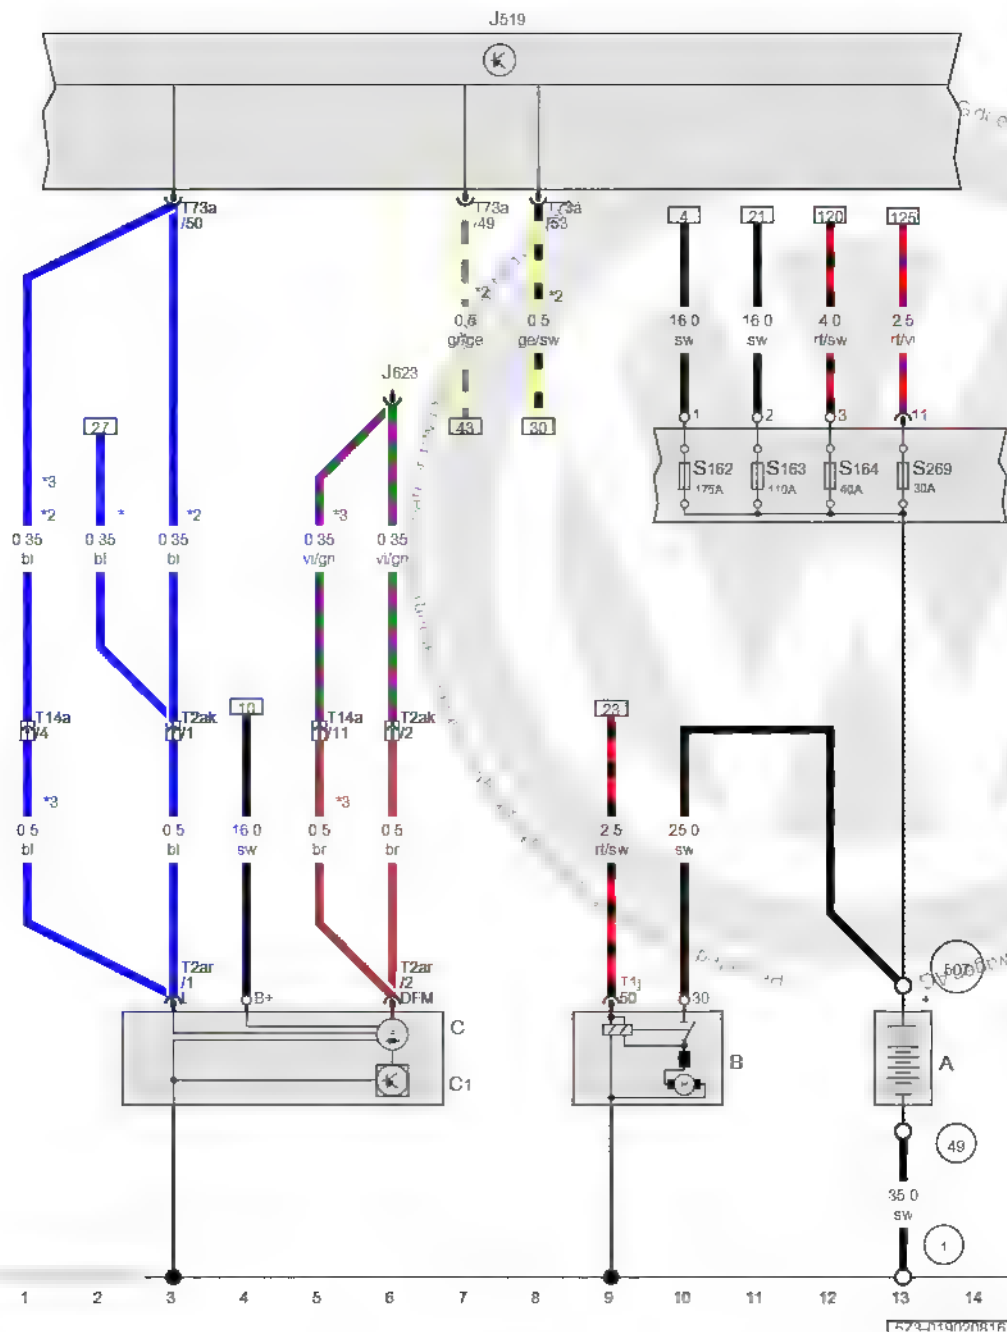 J519
T73a
/50
T73a
/49
T73a
/53
4
21
120
125
*2
*2
0.5
gr/ge
0.5
ge/sw
16.0
sw
16.0
sw
4.0
rt/sw
2.5
rt/vi
J623
27
43
30
1
2
3
11
S162
175A
S163
110A
S164
40A
S269
30A
*3
*2
*
*2
*3
0.35
bl
0.35
bl
0.35
bl
0.35
vi/gn
0.35
vi/gn
T14a
/4
T2ak
/1
10
T14a
/11
T2ak
/2
23
*3
*3
0.5
bl
0.5
bl
16.0
sw
0.5
br
0.5
br
2.5
rt/sw
25.0
sw
T2ar
/1
L
B+
T2ar
/2
DFM
T1j
50
30
507
+
C
C1
B
M
A
-
49
35.0
sw
1
1 2 3 4 5 6 7 8 9 10 11 12 13 14
573-019020816